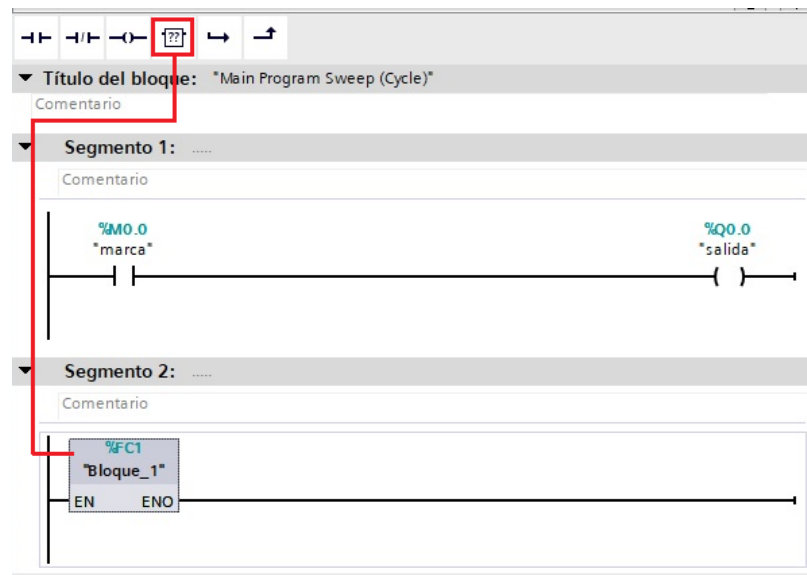 ??
Título del bloque: "Main Program Sweep (Cycle)"
Comentario
Segmento 1: .....
Comentario
%M0.0 %Q0.0
"marca" "salida"
Segmento 2: .....
Comentario
%FC1
"Bloque_1"
EN ENO